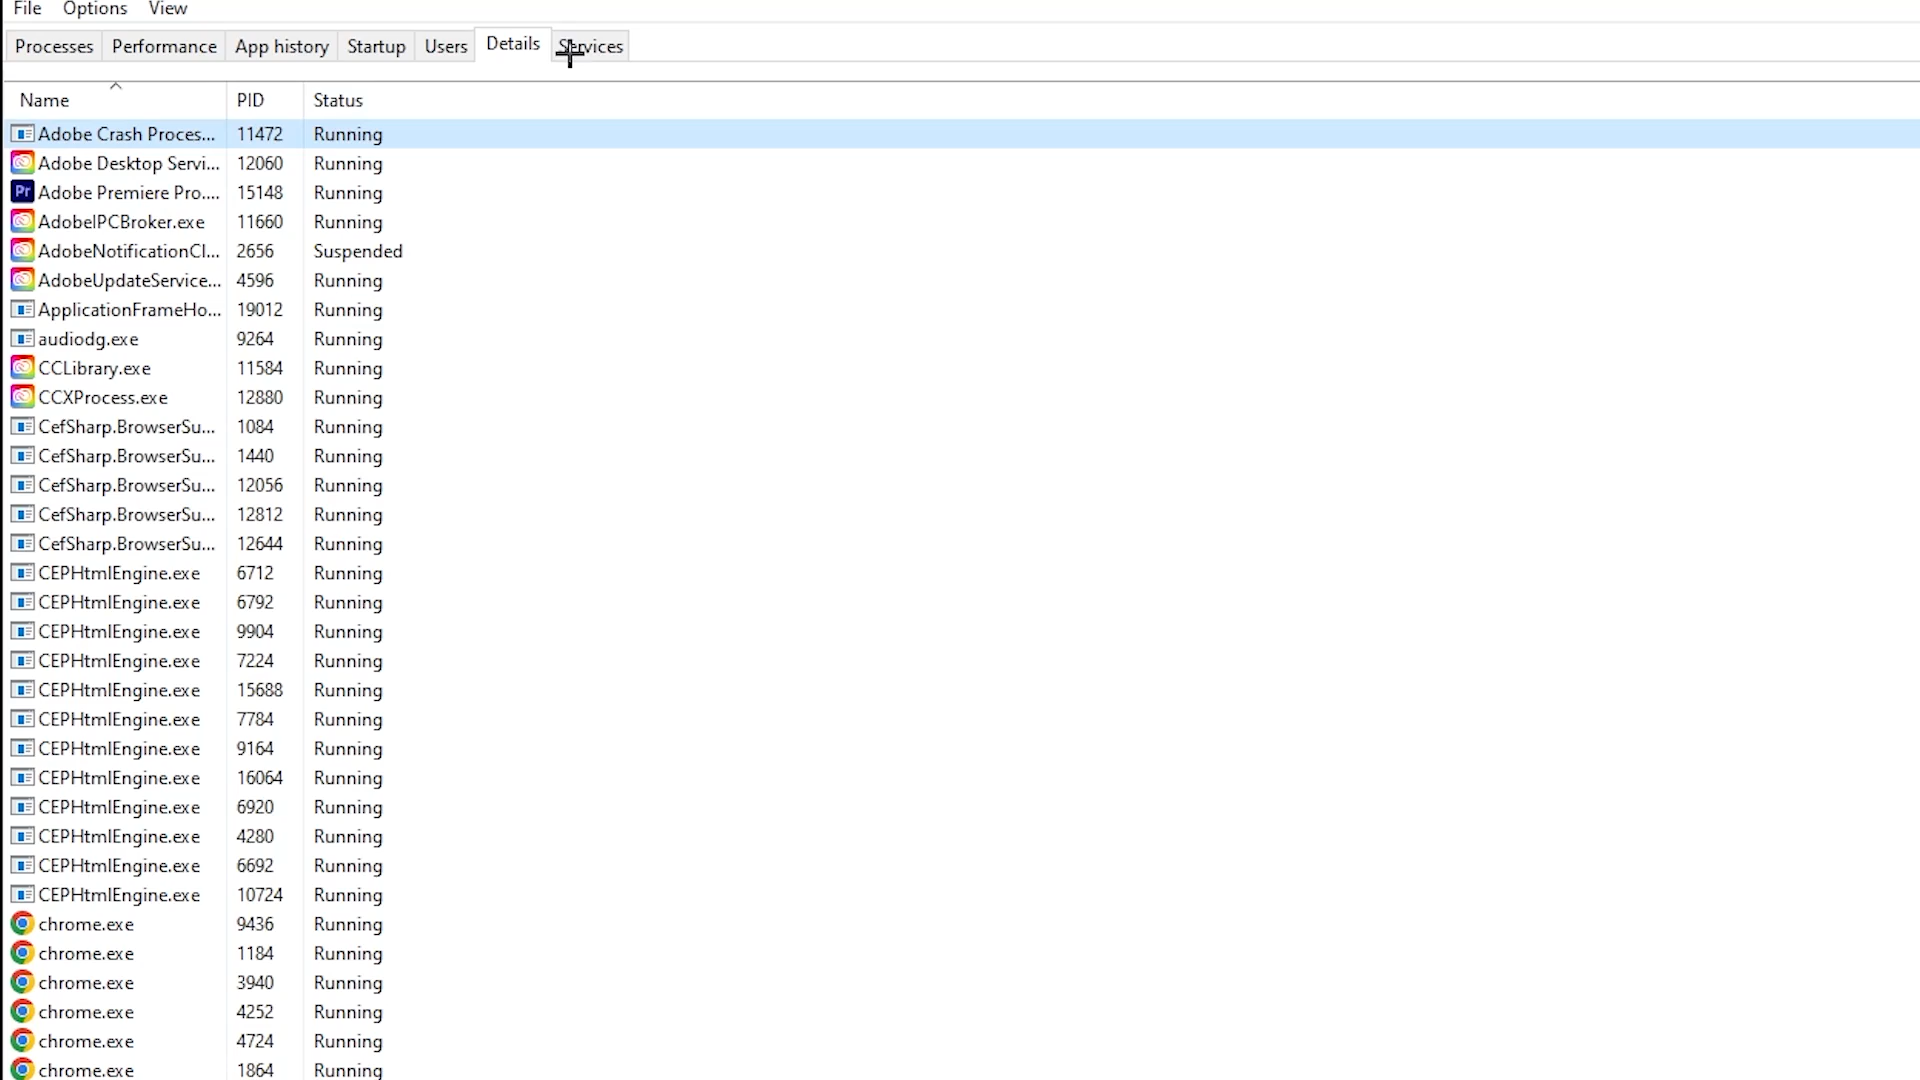 File Options View
Processes Performance App history Startup Users Details Services
Name PID Status
Adobe Crash Proces... 11472 Running
Adobe Desktop Servi... 12060 Running
Pr Adobe Premiere Pro.... 15148 Running
AdobeIPCBroker.exe 11660 Running
AdobeNotificationCl... 2656 Suspended
AdobeUpdateService... 4596 Running
ApplicationFrameHo... 19012 Running
audiodg.exe 9264 Running
CCLibrary.exe 11584 Running
CCXProcess.exe 12880 Running
CefSharp.BrowserSu... 1084 Running
CefSharp.BrowserSu... 1440 Running
CefSharp.BrowserSu... 12056 Running
CefSharp.BrowserSu... 12812 Running
CefSharp.BrowserSu... 12644 Running
CEPHtmlEngine.exe 6712 Running
CEPHtmlEngine.exe 6792 Running
CEPHtmlEngine.exe 9904 Running
CEPHtmlEngine.exe 7224 Running
CEPHtmlEngine.exe 15688 Running
CEPHtmlEngine.exe 7784 Running
CEPHtmlEngine.exe 9164 Running
CEPHtmlEngine.exe 16064 Running
CEPHtmlEngine.exe 6920 Running
CEPHtmlEngine.exe 4280 Running
CEPHtmlEngine.exe 6692 Running
CEPHtmlEngine.exe 10724 Running
chrome.exe 9436 Running
chrome.exe 1184 Running
chrome.exe 3940 Running
chrome.exe 4252 Running
chrome.exe 4724 Running
chrome.exe 1864 Running